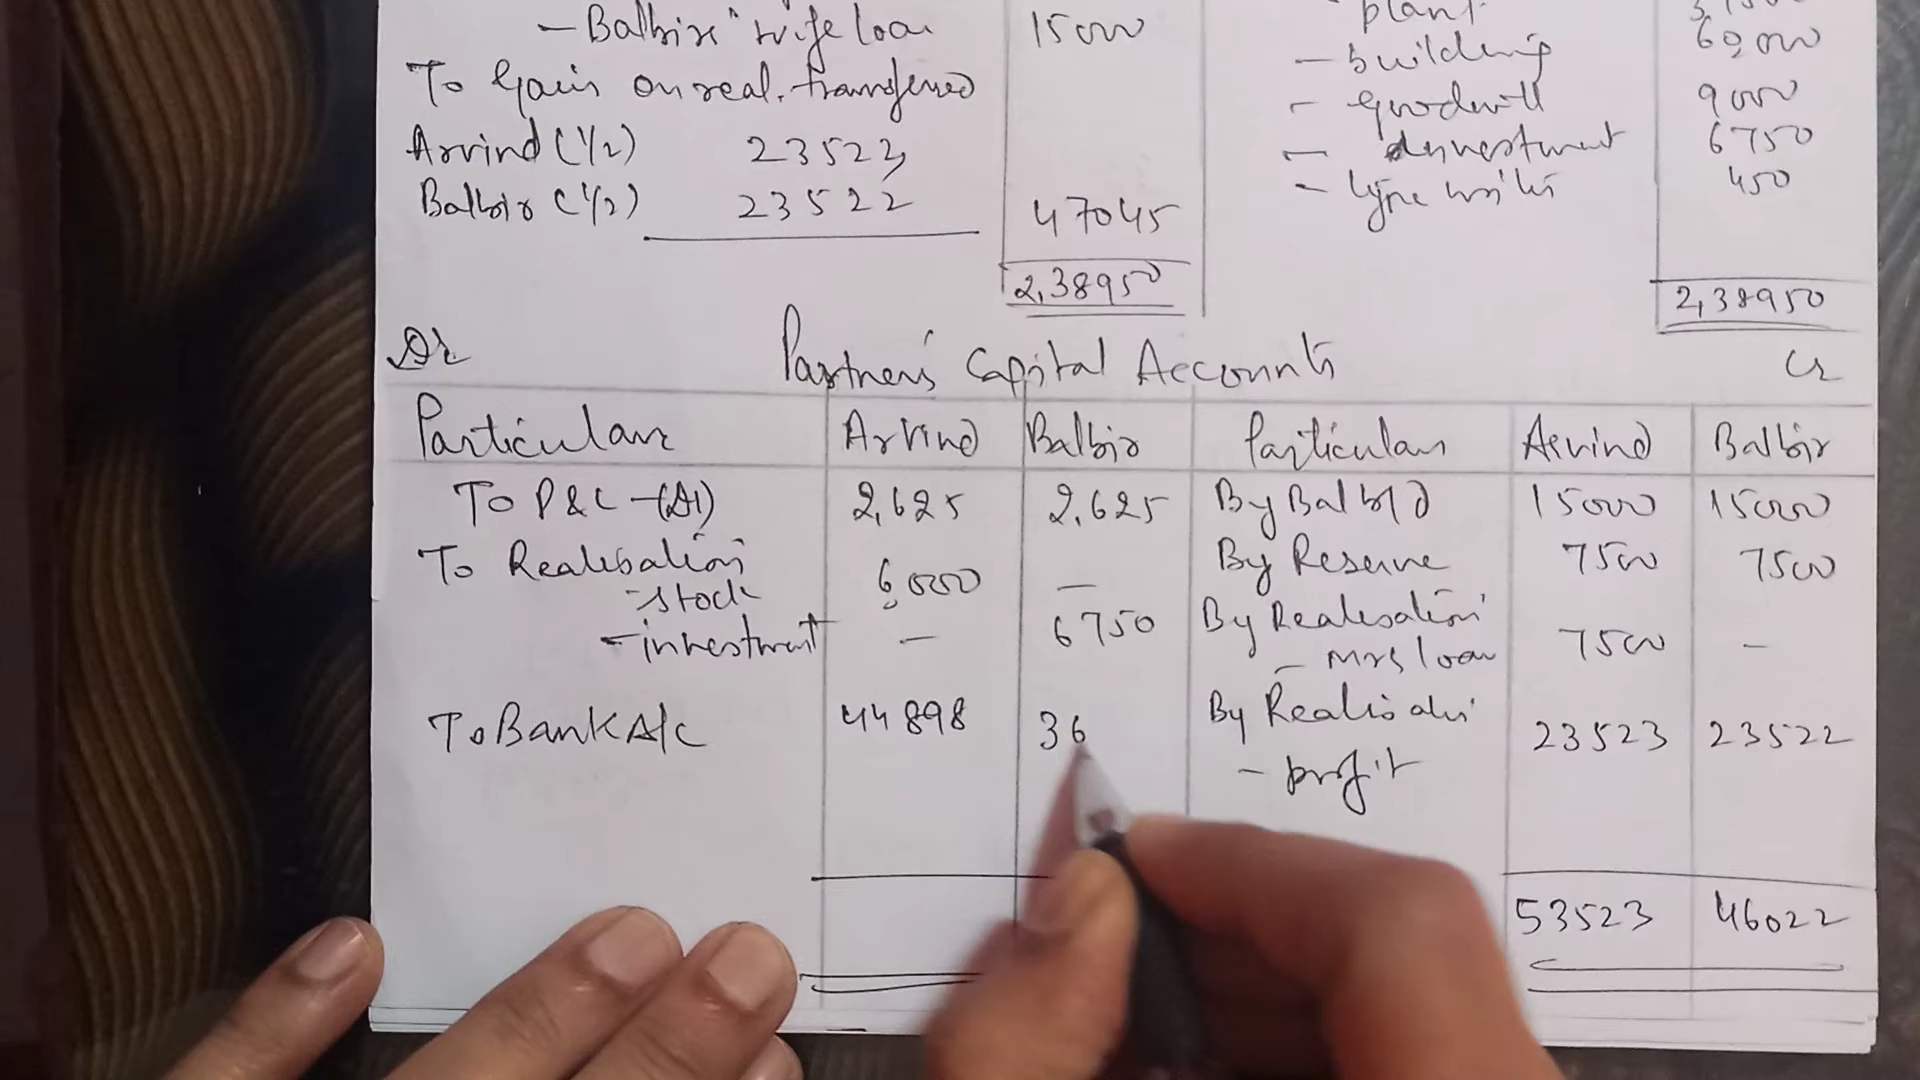 - Balbirs' wife loan 15000
To Gain on real. transferred
Arvind (1/2) 23523
Balbir (1/2) 23522 47045
2,38950
- plant
- building 60,000
- goodwill 9000
- investment 6750
- type writer 450
2,38950
Dr Partner's Capital Accounts Cr
Particulars Arvind Balbir Particulars Arvind Balbir
To P&L - (Dr) 2,625 2,625 By Bal b/d 15000 15000
To Realisation By Reserve 7500 7500
- stock 6,000 — By Realisation
- investment — 6750 - Mrs loan 7500 —
To Bank A/c 44898 36 By Realisation 23523 23522
- profit
53523 46022